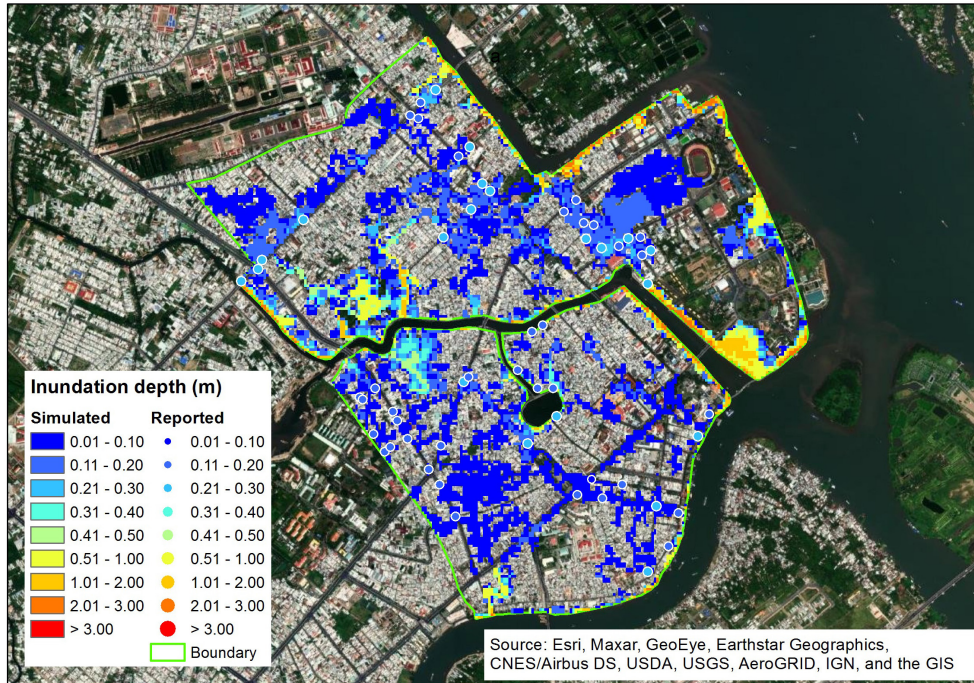 Inundation depth (m)
Simulated Reported
0.01 - 0.10 0.01 - 0.10
0.11 - 0.20 0.11 - 0.20
0.21 - 0.30 0.21 - 0.30
0.31 - 0.40 0.31 - 0.40
0.41 - 0.50 0.41 - 0.50
0.51 - 1.00 0.51 - 1.00
1.01 - 2.00 1.01 - 2.00
2.01 - 3.00 2.01 - 3.00
> 3.00 > 3.00
Boundary
Source: Esri, Maxar, GeoEye, Earthstar Geographics,
CNES/Airbus DS, USDA, USGS, AeroGRID, IGN, and the GIS